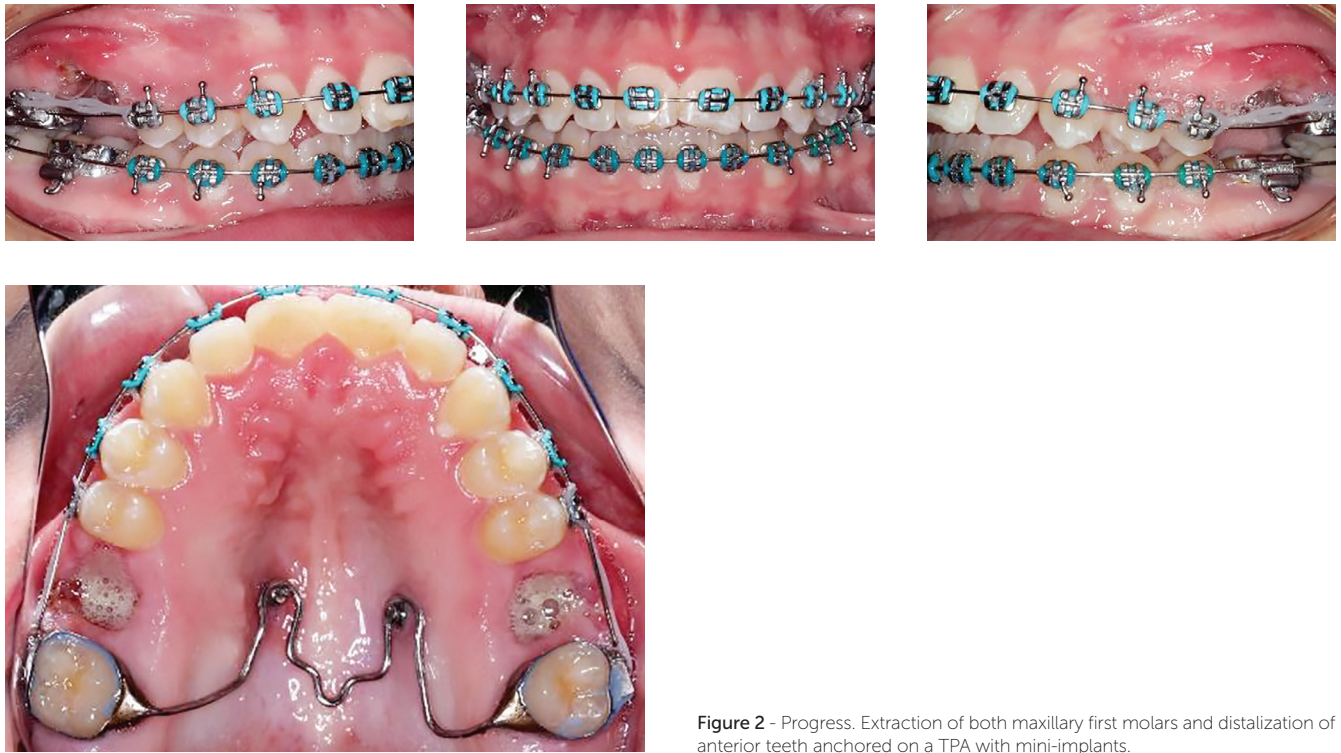 Figure 2 - Progress. Extraction of both maxillary first molars and distalization of
anterior teeth anchored on a TPA with mini-implants.